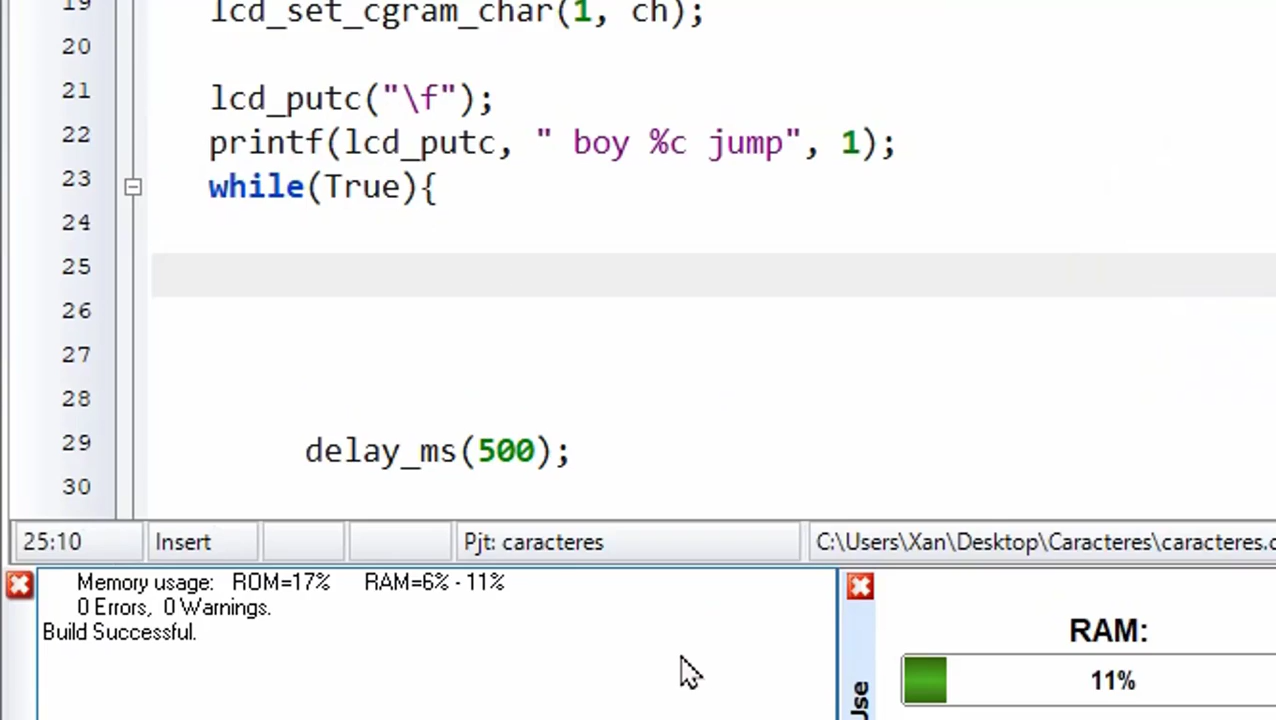 19 lcd_set_cgram_char(1, ch);
20
21 lcd_putc("\f");
22 printf(lcd_putc, " boy %c jump", 1);
23 while(True){
24
25
26
27
28
29 delay_ms(500);
30
25:10 Insert Pjt: caracteres C:\Users\Xan\Desktop\Caracteres\caracteres.c
Memory usage: ROM=17% RAM=6% - 11%
0 Errors, 0 Warnings.
Build Successful.
RAM:
11%
Use